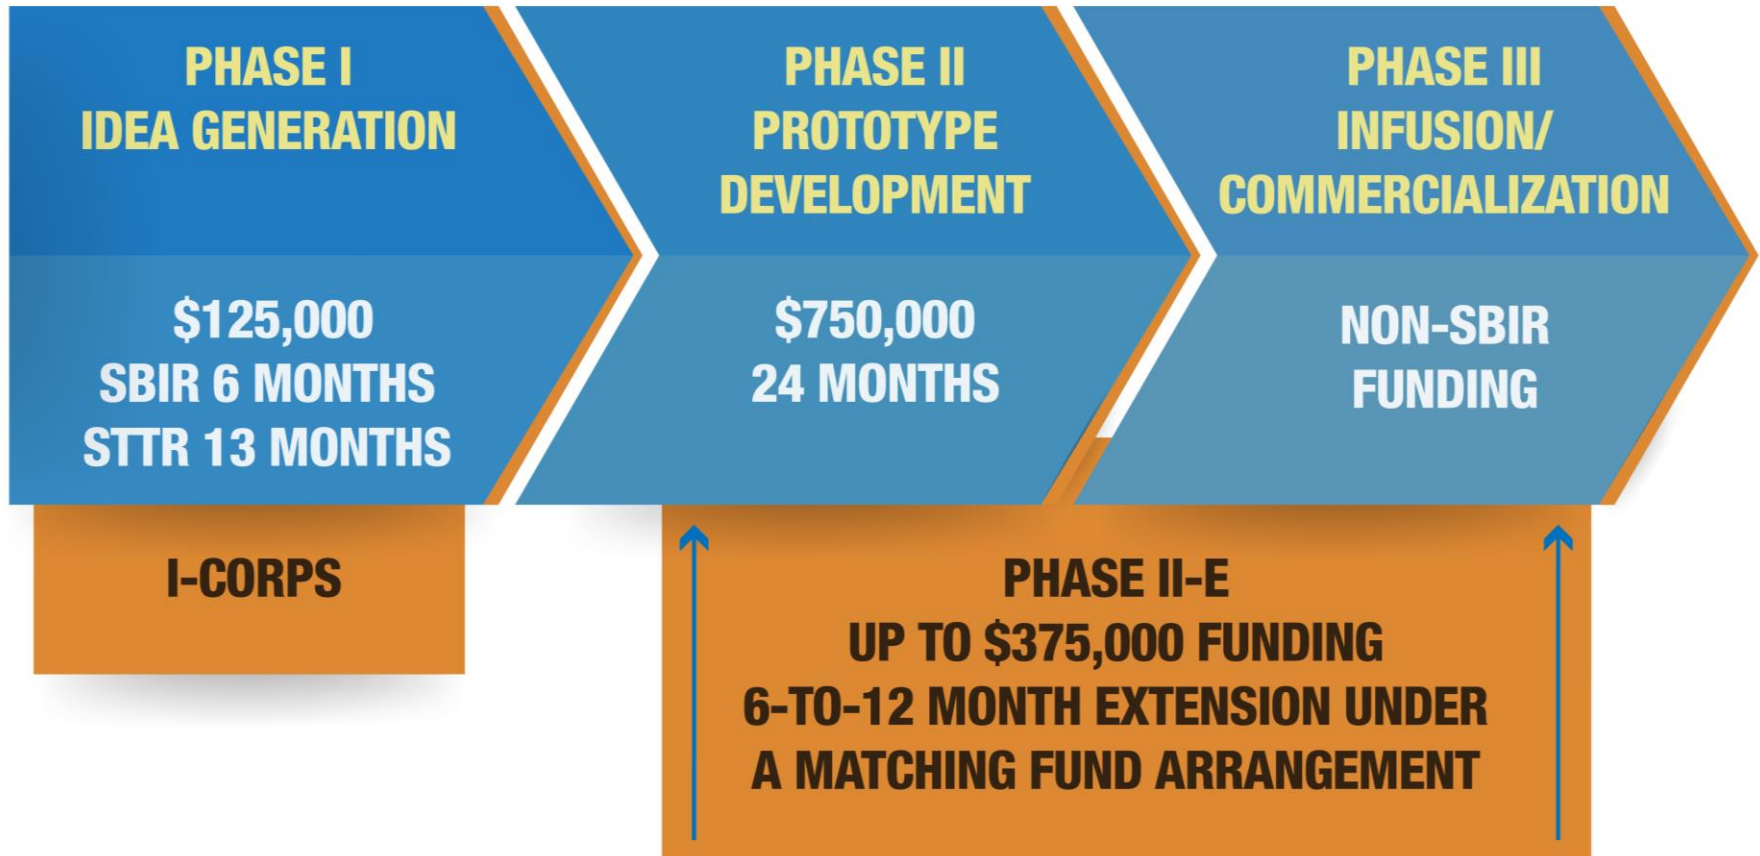 PHASE I
IDEA GENERATION
$125,000
SBIR 6 MONTHS
STTR 13 MONTHS
I-CORPS
PHASE II
PROTOTYPE
DEVELOPMENT
$750,000
24 MONTHS
PHASE III
INFUSION/
COMMERCIALIZATION
NON-SBIR
FUNDING
PHASE II-E
UP TO $375,000 FUNDING
6-TO-12 MONTH EXTENSION UNDER
A MATCHING FUND ARRANGEMENT